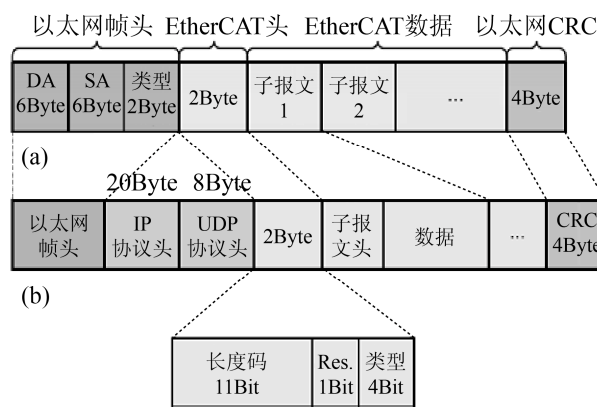 以太网帧头 EtherCAT头 EtherCAT数据 以太网CRC
DA SA 类型 子报文 子报文
6Byte 6Byte 2Byte 2Byte 1 2 ... 4Byte
(a)
20Byte 8Byte
以太网 IP UDP 2Byte 子报 数据 ... CRC
帧头 协议头 协议头 文头 4Byte
(b)
长度码 Res. 类型
11Bit 1Bit 4Bit